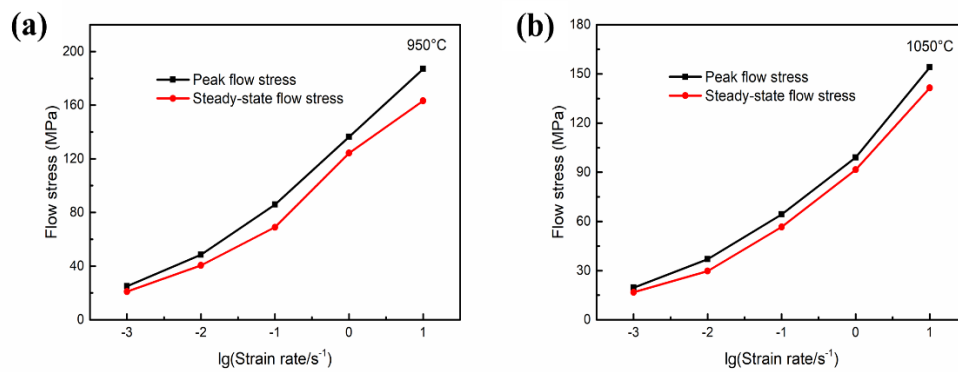 (a)
950°C
Peak flow stress
Steady-state flow stress
Flow stress (MPa)
200
160
120
80
40
0
-3 -2 -1 0 1
lg(Strain rate/s⁻¹)
(b)
1050°C
Peak flow stress
Steady-state flow stress
Flow stress (MPa)
180
150
120
90
60
30
0
-3 -2 -1 0 1
lg(Strain rate/s⁻¹)